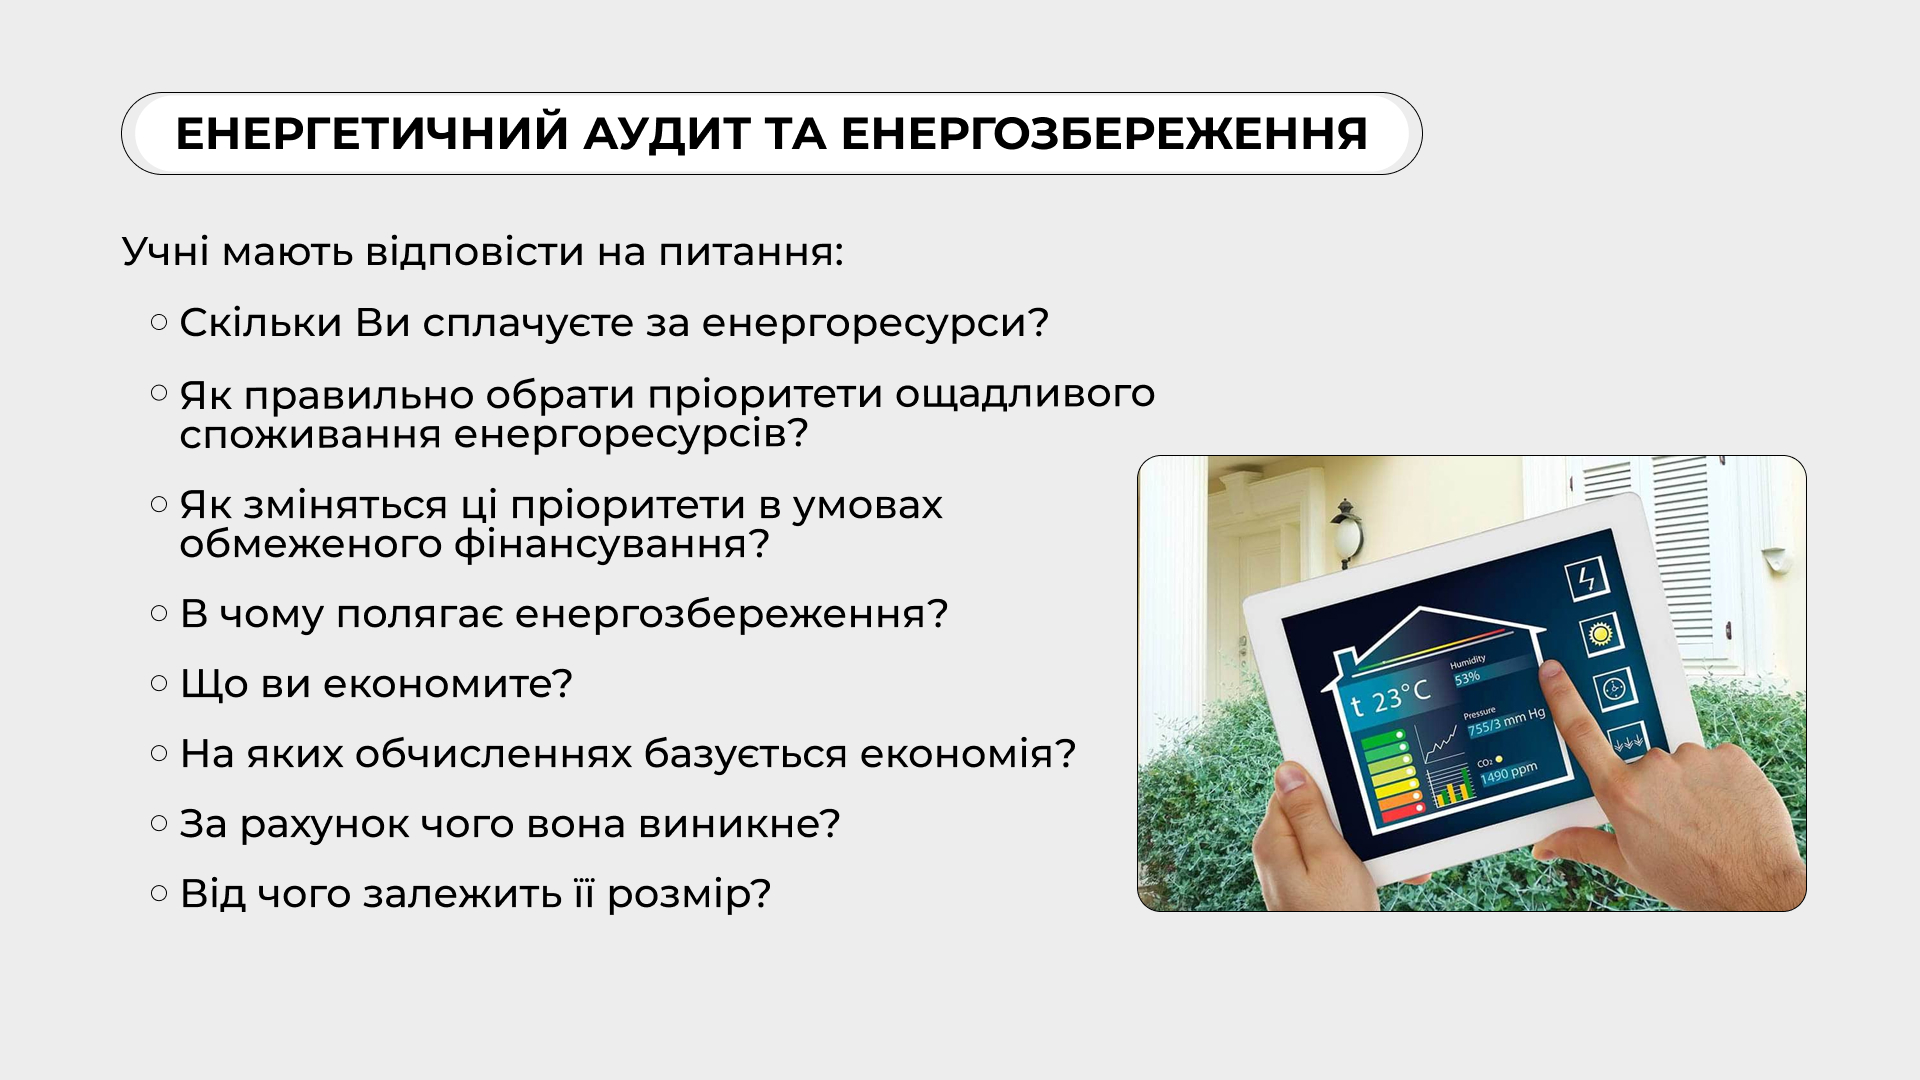 ЕНЕРГЕТИЧНИЙ АУДИТ ТА ЕНЕРГОЗБЕРЕЖЕННЯ
Учні мають відповісти на питання:
Скільки Ви сплачуєте за енергоресурси?
Як правильно обрати пріоритети ощадливого
споживання енергоресурсів?
Як зміняться ці пріоритети в умовах
обмеженого фінансування?
В чому полягає енергозбереження?
Що ви економите?
На яких обчисленнях базується економія?
За рахунок чого вона виникне?
Від чого залежить її розмір?
t 23°C
Humidity
53%
Pressure
755/3 mm Hg
CO₂
1490 ppm